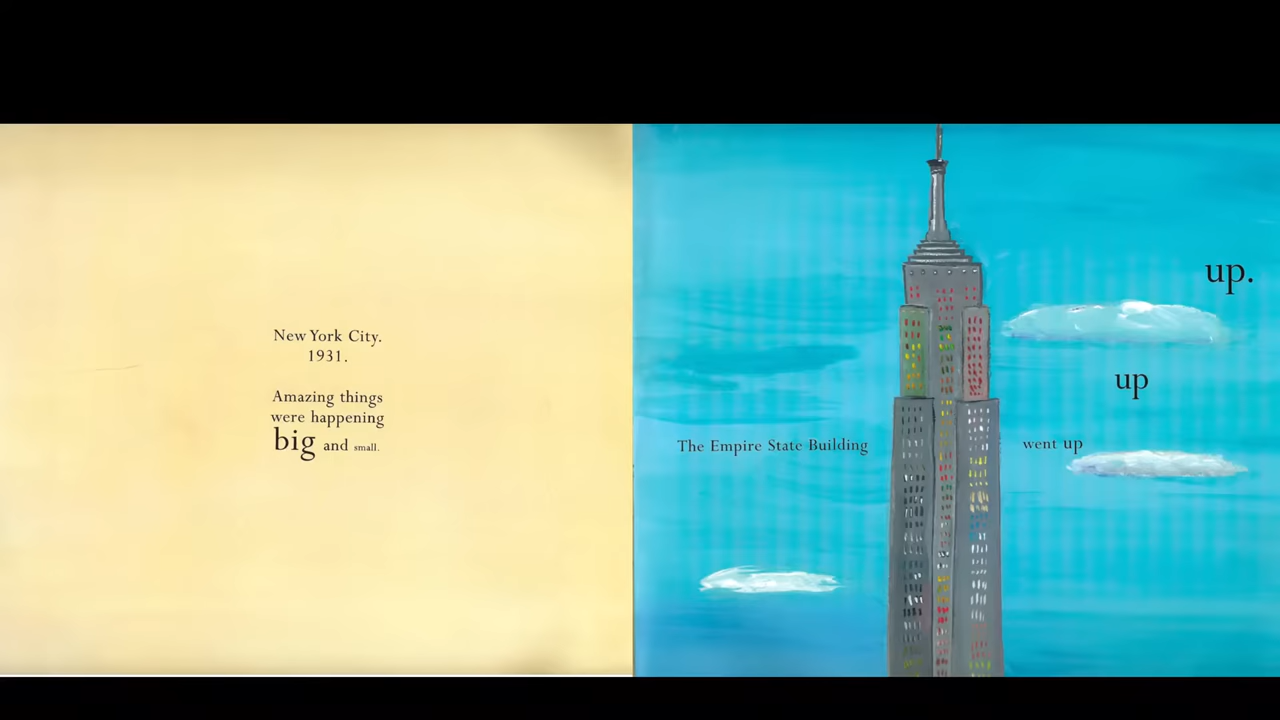 New York City.
1931.
Amazing things
were happening
big and small.
The Empire State Building
went up
up
up.